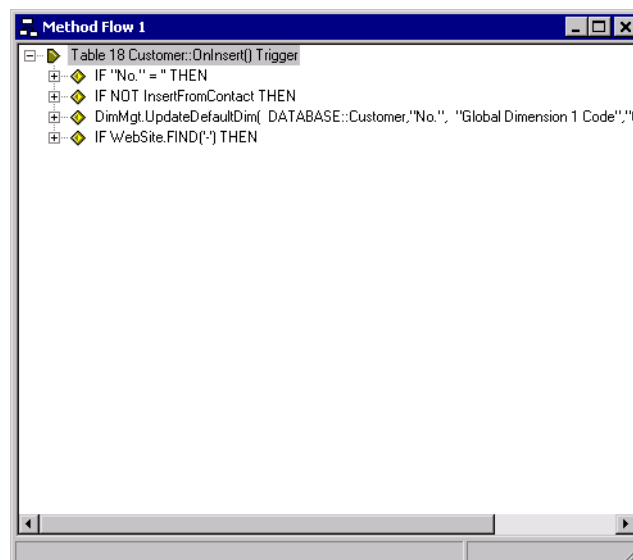 Method Flow 1
Table 18 Customer::OnInsert() Trigger
IF "No." = '' THEN
IF NOT InsertFromContact THEN
DimMgt.UpdateDefaultDim( DATABASE::Customer,"No.", "Global Dimension 1 Code","
IF WebSite.FIND('-') THEN